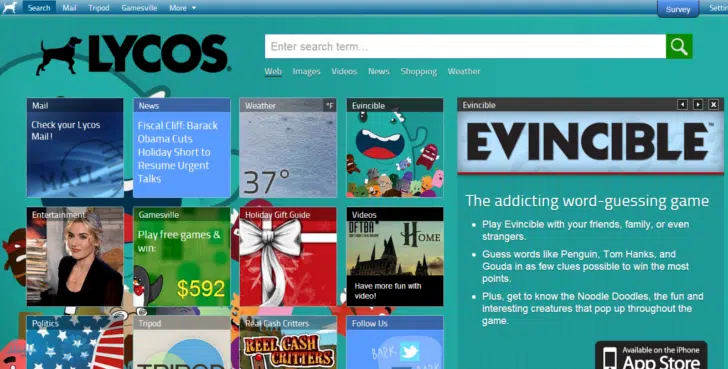 Search Mail Tripod Gamesville More Survey
LYCOS
Enter search term...
Web Images Videos News Shopping Weather
Mail
Check your Lycos
Mail!
News
Fiscal Cliff: Barack
Obama Cuts
Holiday Short to
Resume Urgent
Talks
Weather °F
37°
Evincible
Evincible
EVINCIBLE™
The addicting word-guessing game
Play Evincible with your friends, family, or even
strangers.
Guess words like Penguin, Tom Hanks, and
Gouda in as few clues possible to win the most
points.
Plus, get to know the Noodle Doodles, the fun and
interesting creatures that pop up throughout the
game.
Available on the iPhone
App Store
Entertainment
Gamesville
Play free games &
win:
$592
Holiday Gift Guide
Videos
DFTBA
HOME
Have more fun with
video!
Politics
Tripod
TRIPOD
Reel Cash Critters
REEL CASH
CRITTERS
Follow Us
BARK
BARK